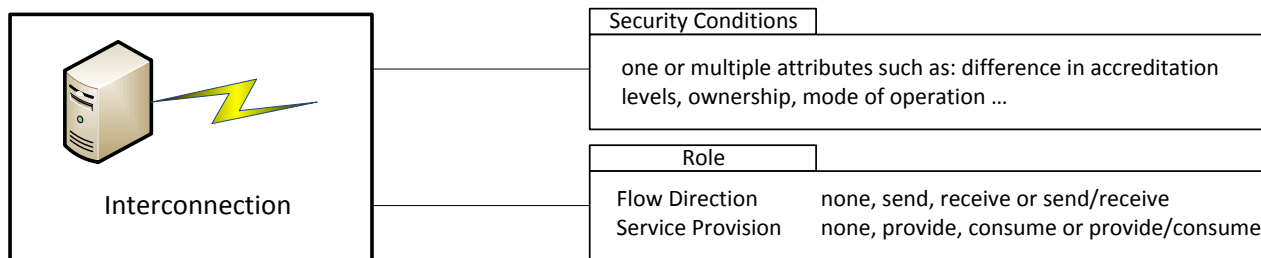 Interconnection
Security Conditions
one or multiple attributes such as: difference in accreditation
levels, ownership, mode of operation ...
Role
Flow Direction none, send, receive or send/receive
Service Provision none, provide, consume or provide/consume